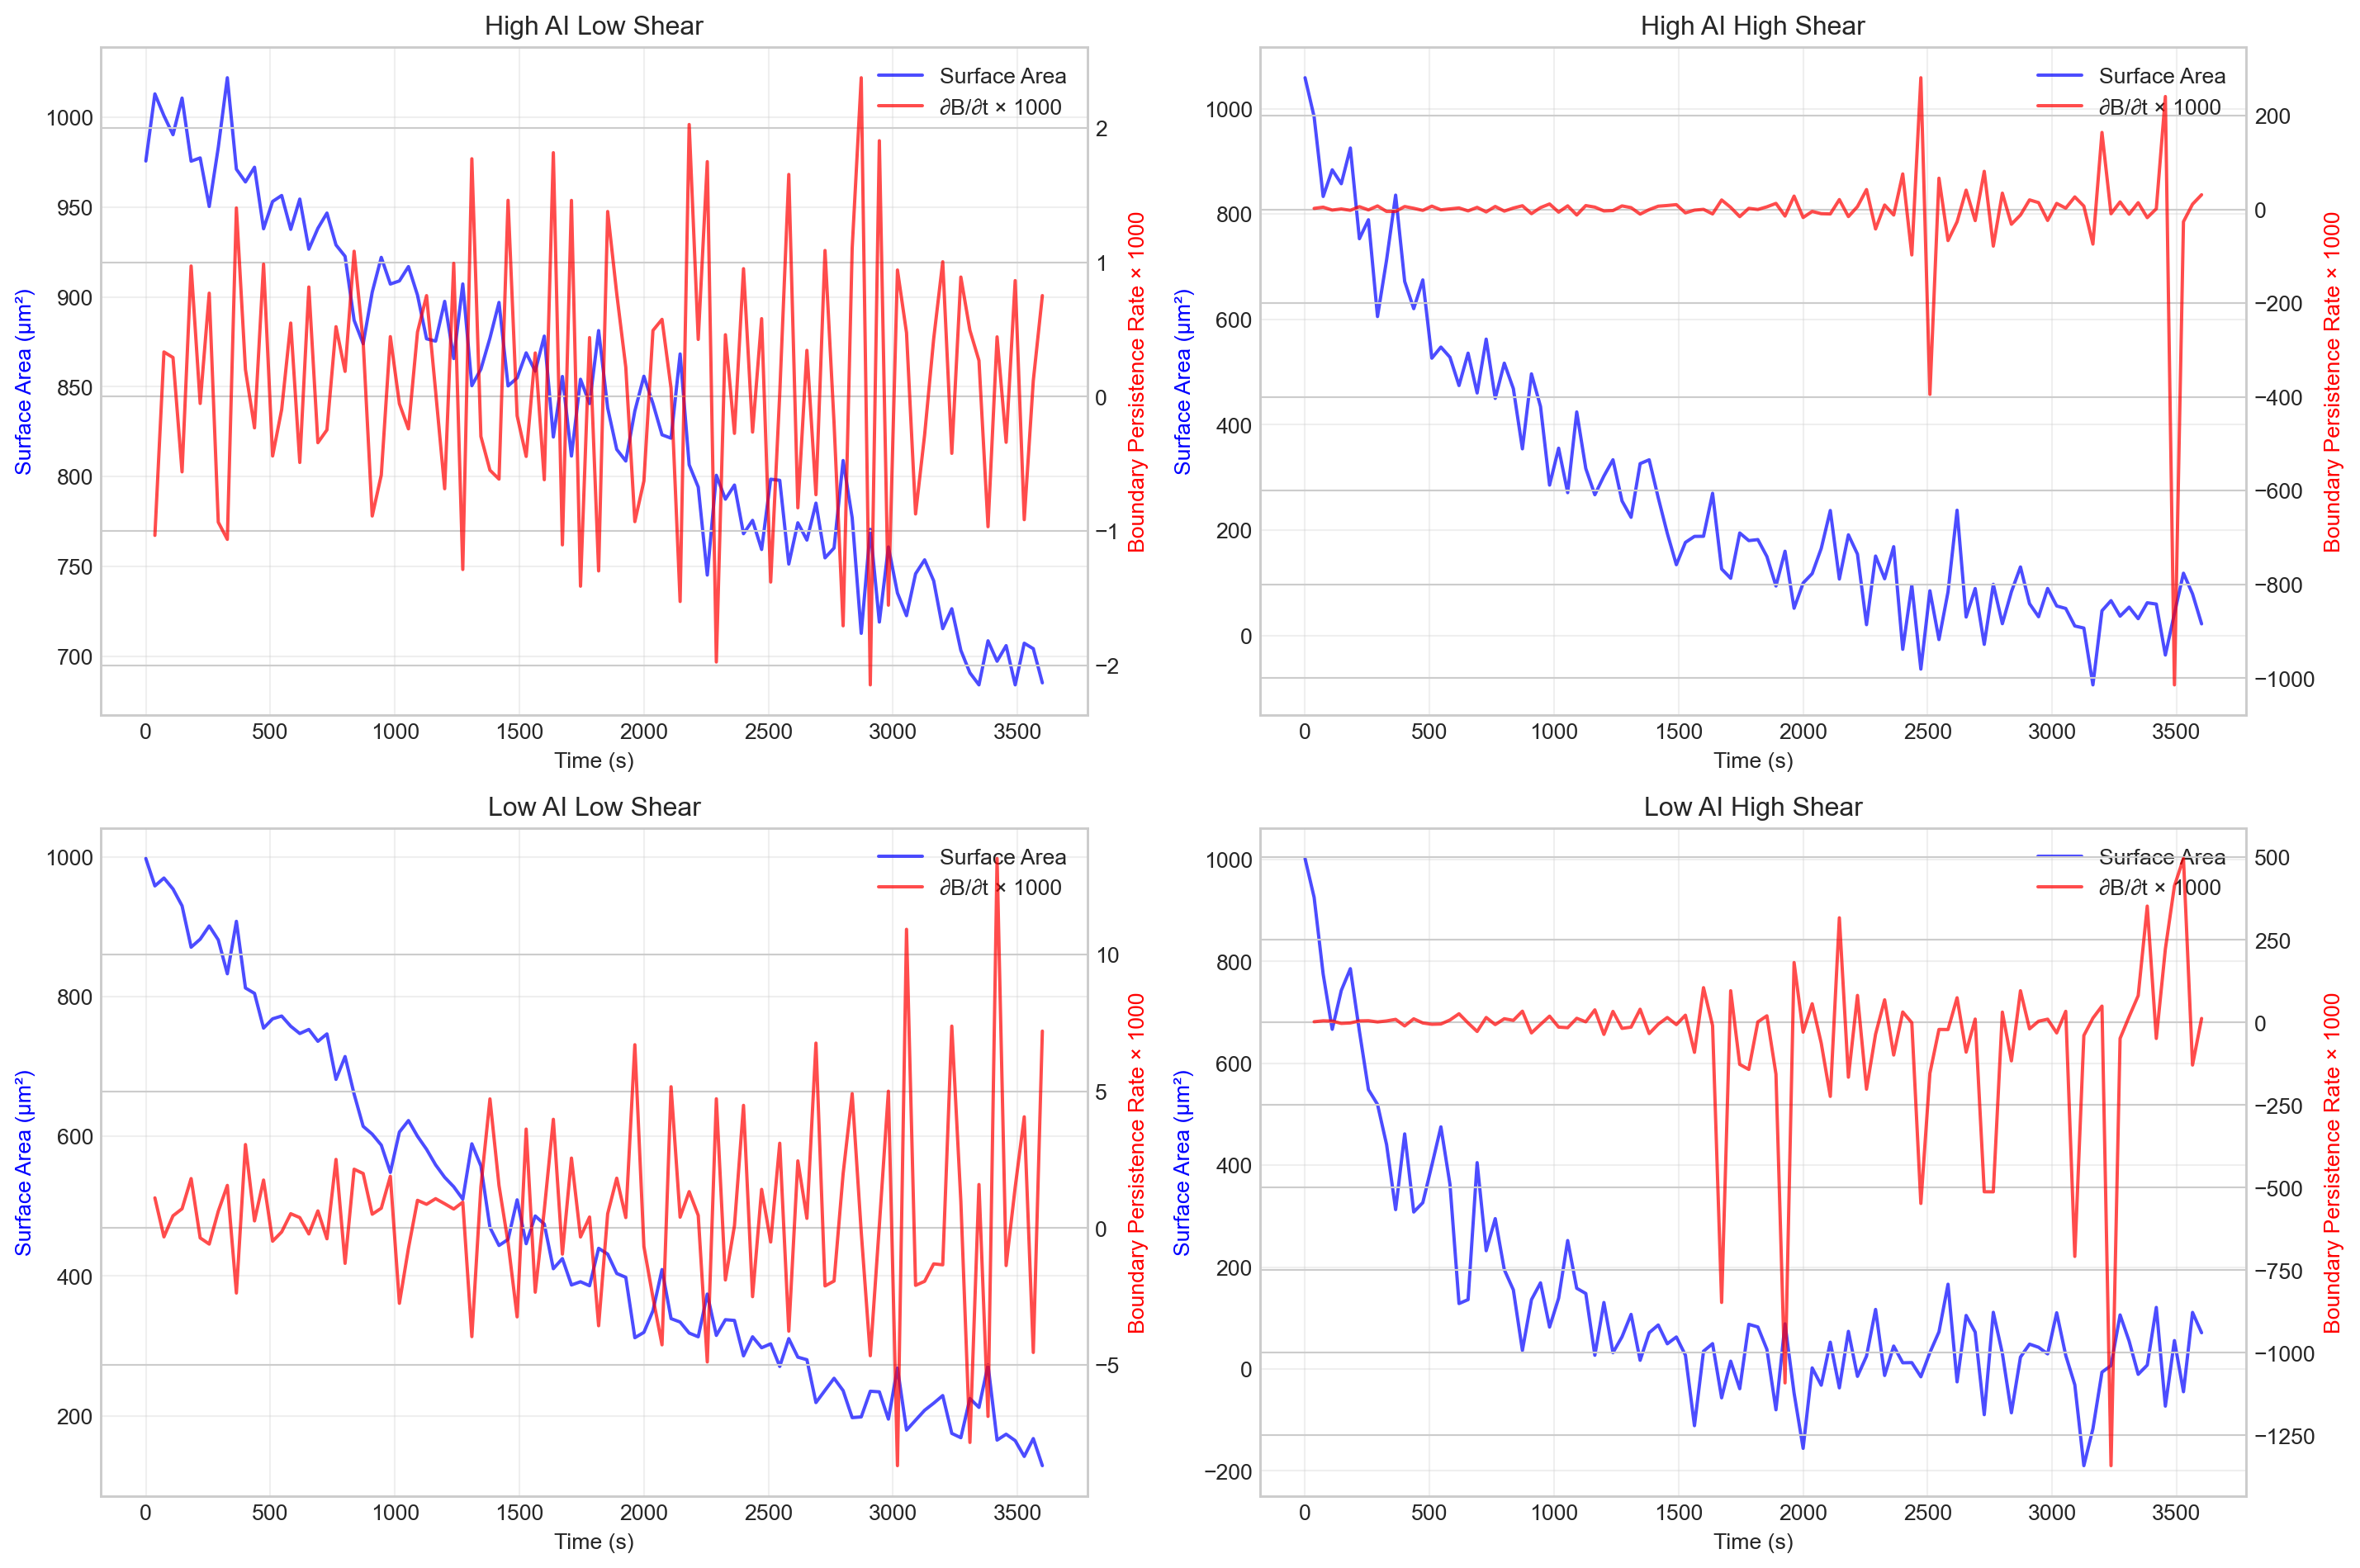 High AI Low Shear
Surface Area
∂B/∂t × 1000
1000
950
900
850
800
750
700
2
1
0
−1
−2
0 500 1000 1500 2000 2500 3000 3500
Time (s)
Surface Area (μm²)
Boundary Persistence Rate × 1000
High AI High Shear
Surface Area
∂B/∂t × 1000
1000
800
600
400
200
0
200
0
−200
−400
−600
−800
−1000
0 500 1000 1500 2000 2500 3000 3500
Time (s)
Surface Area (μm²)
Boundary Persistence Rate × 1000
Low AI Low Shear
Surface Area
∂B/∂t × 1000
1000
800
600
400
200
10
5
0
−5
0 500 1000 1500 2000 2500 3000 3500
Time (s)
Surface Area (μm²)
Boundary Persistence Rate × 1000
Low AI High Shear
Surface Area
∂B/∂t × 1000
1000
800
600
400
200
0
−200
500
250
0
−250
−500
−750
−1000
−1250
0 500 1000 1500 2000 2500 3000 3500
Time (s)
Surface Area (μm²)
Boundary Persistence Rate × 1000